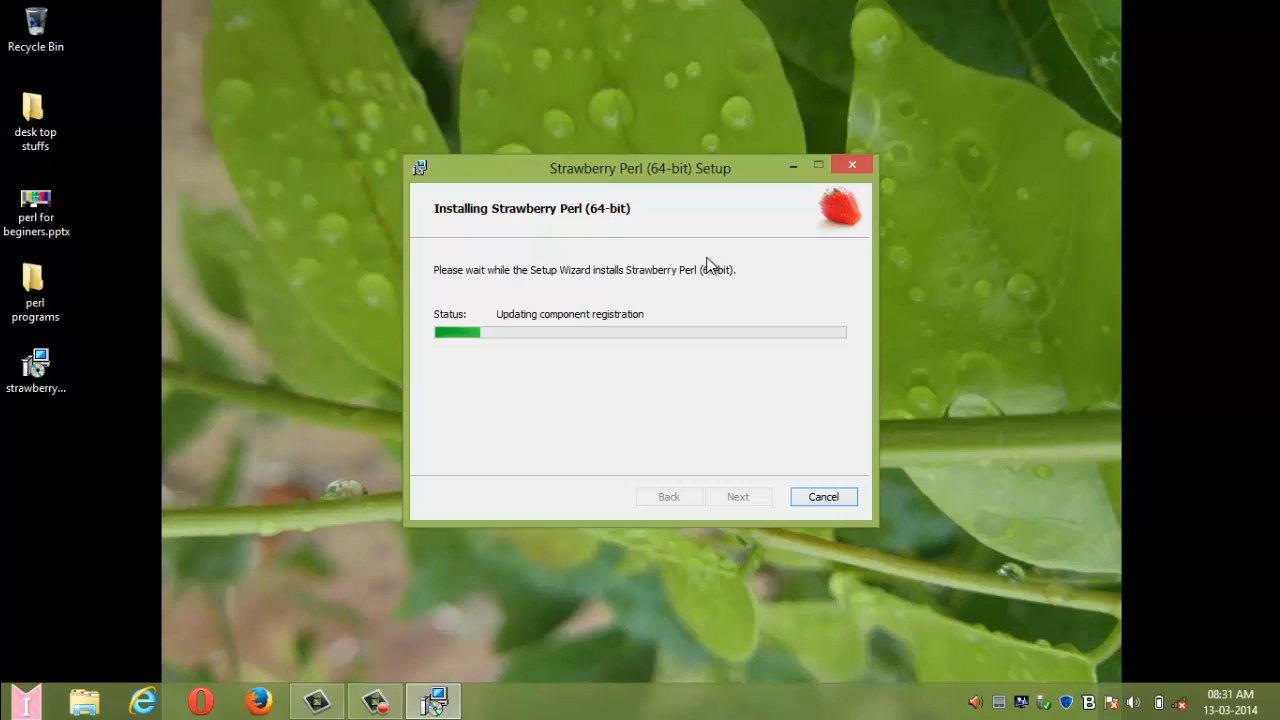 Recycle Bin
desk top
stuffs
perl for
beginers.pptx
perl
programs
strawberry...
Strawberry Perl (64-bit) Setup
Installing Strawberry Perl (64-bit)
Please wait while the Setup Wizard installs Strawberry Perl (64-bit).
Status: Updating component registration
Back Next Cancel
08:31 AM
13-03-2014